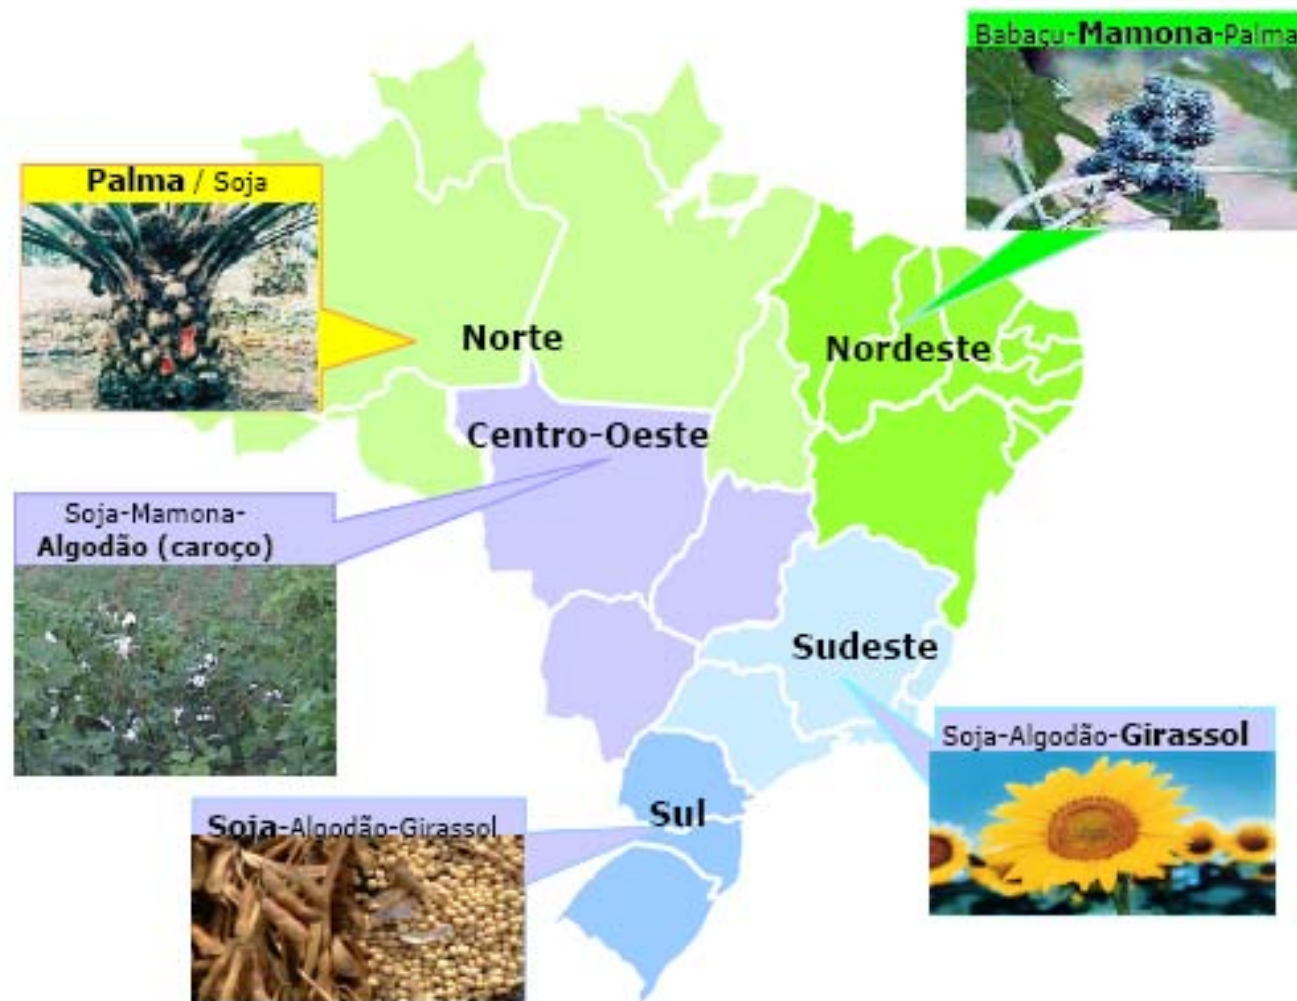 Babaçu-Mamona-Palma
Palma / Soja
Norte
Nordeste
Centro-Oeste
Soja-Mamona-
Algodão (caroço)
Sudeste
Soja-Algodão-Girassol
Sul
Soja-Algodão-Girassol